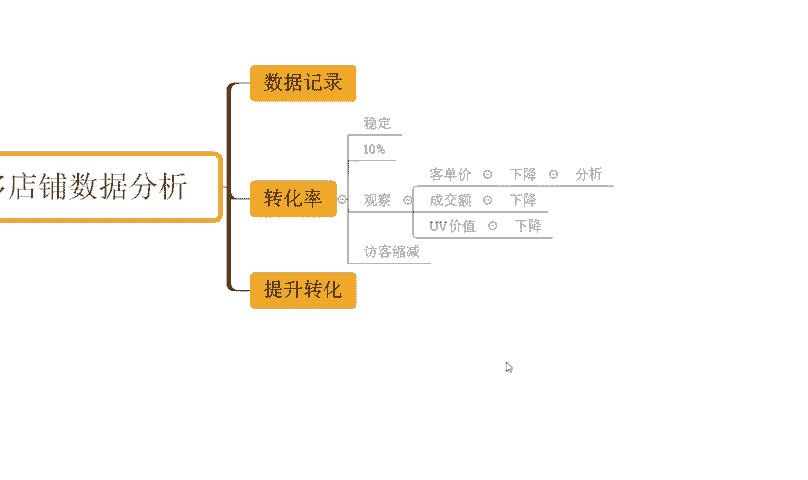 店铺数据分析
数据记录
转化率
稳定
10%
观察
客单价 下降 分析
成交额 下降
UV价值 下降
访客缩减
提升转化